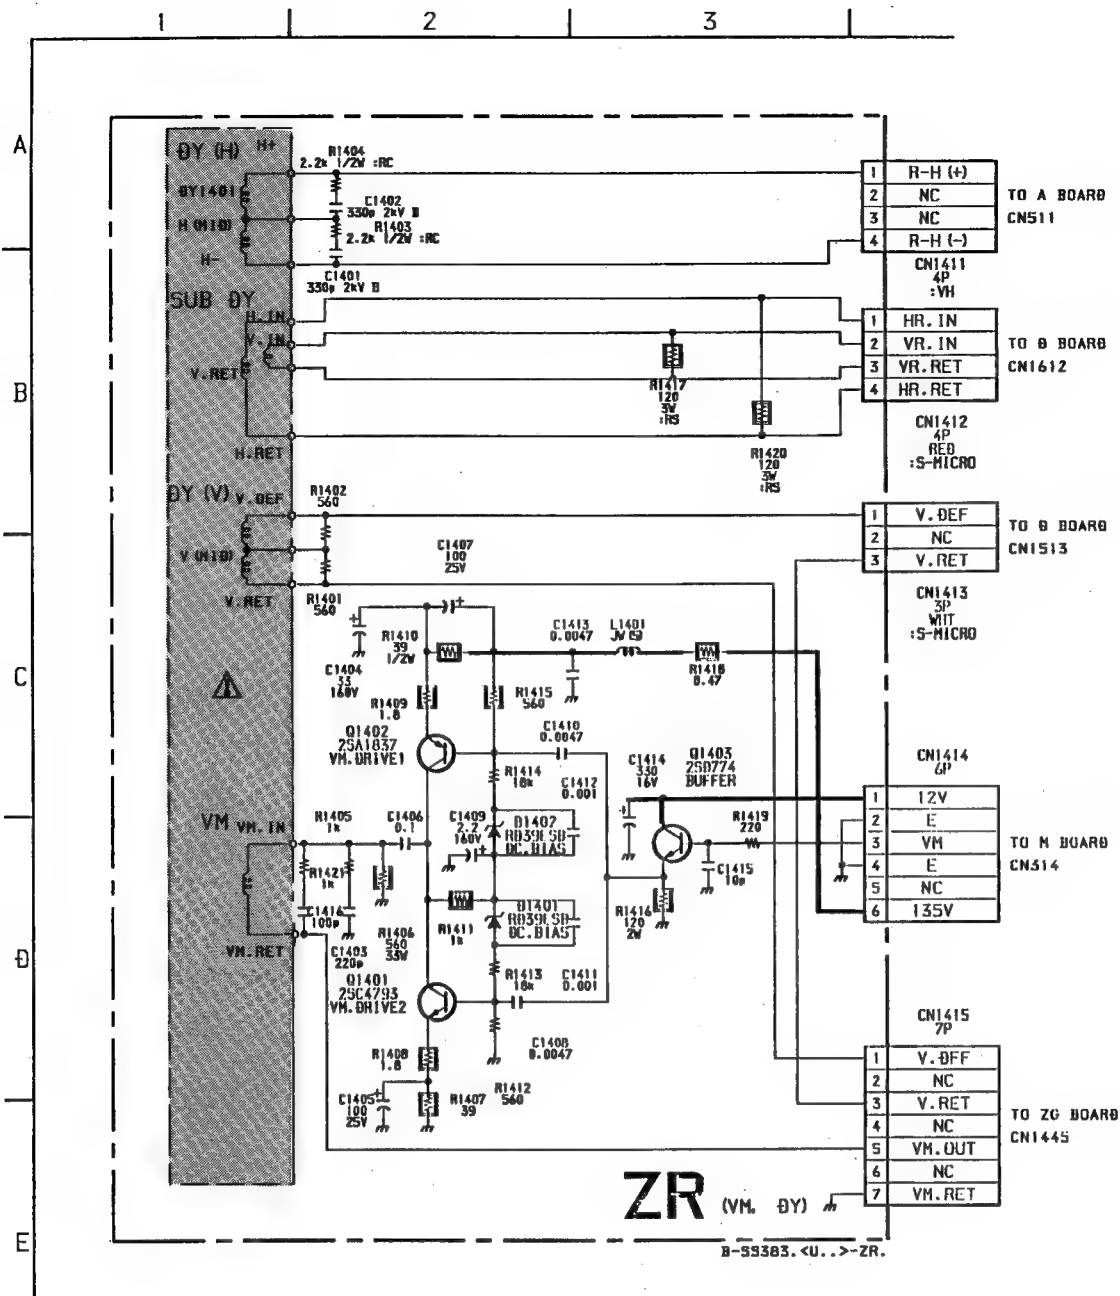 1 2 3
A
DY (H) H+
R1404
2.2k 1/2W :RC
DY1401
C1402
330p 2kV B
H (MID)
R1403
2.2k 1/2W :RC
H-
C1401
330p 2kV B
1 R-H (+)
2 NC
3 NC
4 R-H (-)
TO A BOARD
CN511
CN1411
4P
:VH
SUB DY
H.IN
V.IN
V.RET
H.RET
B
R1417
120
3W
:RS
R1420
120
3W
:RS
1 HR.IN
2 VR.IN
3 VR.RET
4 HR.RET
TO D BOARD
CN1612
CN1412
4P
RED
:S-MICRO
DY (V) V.DEF
R1402
560
V (MID)
V.RET
R1401
560
1 V.DEF
2 NC
3 V.RET
TO D BOARD
CN1513
CN1413
3P
WHT
:S-MICRO
C1407
100
25V
C
C1404
33
160V
R1410
39
1/2W
C1413
0.0047
L1401
R1418
0.47
R1409
1.8
R1415
560
Q1402
2SA1837
VM.DRIVE1
C1410
0.0047
R1414
18k
C1412
0.001
C1414
330
16V
Q1403
2SD774
BUFFER
CN1414
6P
1 12V
2 E
3 VM
4 E
5 NC
6 135V
TO M BOARD
CN314
VM VM.IN
R1405
1k
C1406
0.1
C1409
2.2
160V
D1402
RD39ESB
DC.BIAS
R1419
220
C1415
10p
R1421
1k
C1416
100p
D1401
RD39ESB
DC.BIAS
R1416
120
2W
VM.RET
C1403
220p
R1406
560
33W
R1411
1k
D
Q1401
2SC4793
VM.DRIVE2
R1413
18k
C1411
0.001
C1408
0.0047
R1408
1.8
C1405
100
25V
R1407
39
R1412
560
CN1415
7P
1 V.DFF
2 NC
3 V.RET
4 NC
5 VM.OUT
6 NC
7 VM.RET
TO ZG BOARD
CN1445
ZR (VM. DY)
E
B-SS383.<U..>-ZR.